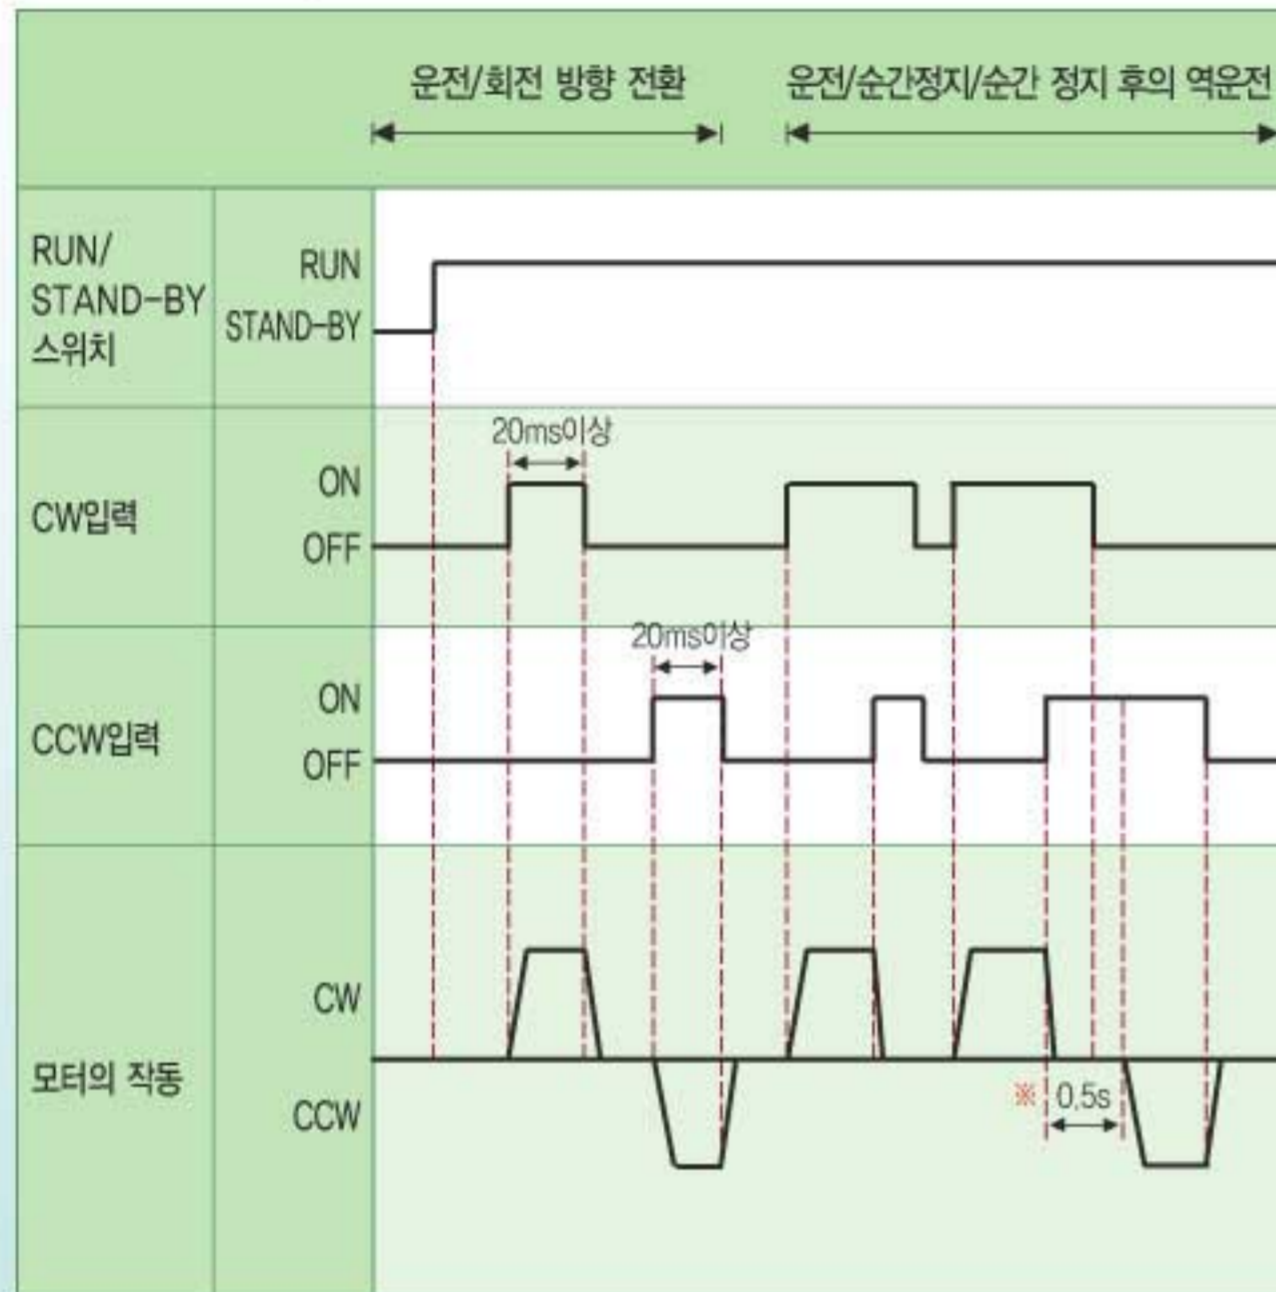 운전/회전 방향 전환
운전/순간정지/순간 정지 후의 역운전
RUN/
STAND-BY
스위치
RUN
STAND-BY
20ms이상
CW입력
ON
OFF
20ms이상
CCW입력
ON
OFF
모터의 작동
CW
CCW
※ 0.5s